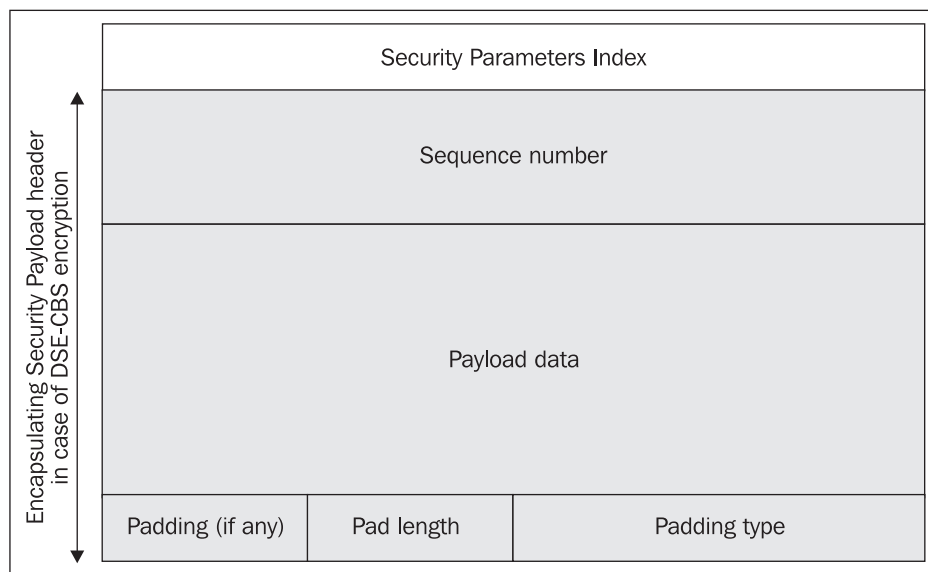 Security Parameters Index
Encapsulating Security Payload header
in case of DSE-CBS encryption
Sequence number
Payload data
Padding (if any)
Pad length
Padding type